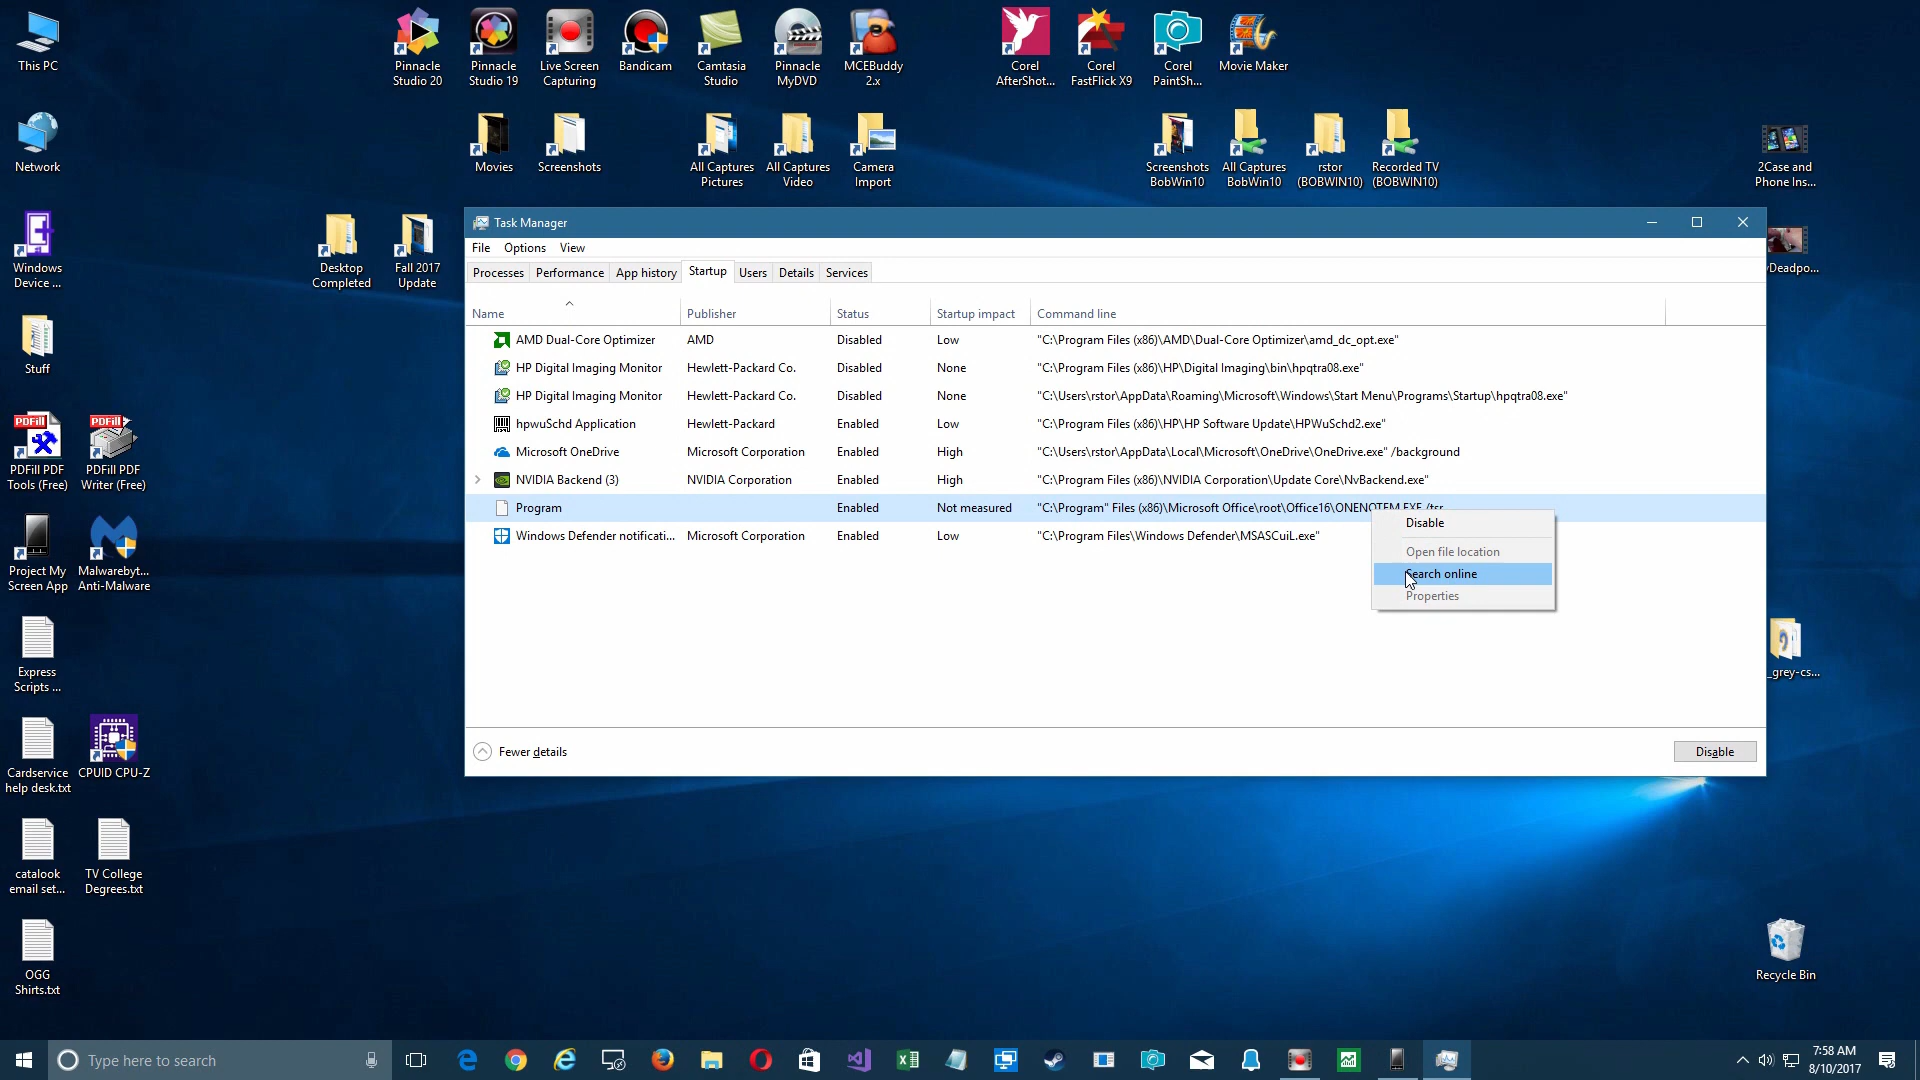 This PC
Pinnacle Studio 20
Pinnacle Studio 19
Live Screen Capturing
Bandicam
Camtasia Studio
Pinnacle MyDVD
MCEBuddy 2.x
Corel AfterShot...
Corel FastFlick X9
Corel PaintSh...
Movie Maker
Network
Movies
Screenshots
All Captures Pictures
All Captures Video
Camera Import
Screenshots BobWin10
All Captures BobWin10
rstor (BOBWIN10)
Recorded TV (BOBWIN10)
2Case and Phone Ins...
Windows Device ...
Desktop Completed
Fall 2017 Update
yDeadpo...
Task Manager
File Options View
Processes Performance App history Startup Users Details Services
Name Publisher Status Startup impact Command line
AMD Dual-Core Optimizer AMD Disabled Low "C:\Program Files (x86)\AMD\Dual-Core Optimizer\amd_dc_opt.exe"
HP Digital Imaging Monitor Hewlett-Packard Co. Disabled None "C:\Program Files (x86)\HP\Digital Imaging\bin\hpqtra08.exe"
HP Digital Imaging Monitor Hewlett-Packard Co. Disabled None "C:\Users\rstor\AppData\Roaming\Microsoft\Windows\Start Menu\Programs\Startup\hpqtra08.exe"
hpwuSchd Application Hewlett-Packard Enabled Low "C:\Program Files (x86)\HP\HP Software Update\HPWuSchd2.exe"
Microsoft OneDrive Microsoft Corporation Enabled High "C:\Users\rstor\AppData\Local\Microsoft\OneDrive\OneDrive.exe" /background
NVIDIA Backend (3) NVIDIA Corporation Enabled High "C:\Program Files (x86)\NVIDIA Corporation\Update Core\NvBackend.exe"
Program Enabled Not measured "C:\Program" Files (x86)\Microsoft Office\root\Office16\ONENOTEM.EXE /tsr
Windows Defender notificati... Microsoft Corporation Enabled Low "C:\Program Files\Windows Defender\MSASCuiL.exe"
Disable
Open file location
Search online
Properties
Fewer details
Disable
Stuff
PDFill
PDFill
PDFill PDF Tools (Free)
PDFill PDF Writer (Free)
Project My Screen App
Malwarebyt... Anti-Malware
Express Scripts ...
_grey-cs...
Cardservice help desk.txt
CPUID CPU-Z
catalook email set...
TV College Degrees.txt
OGG Shirts.txt
Recycle Bin
Type here to search
7:58 AM
8/10/2017